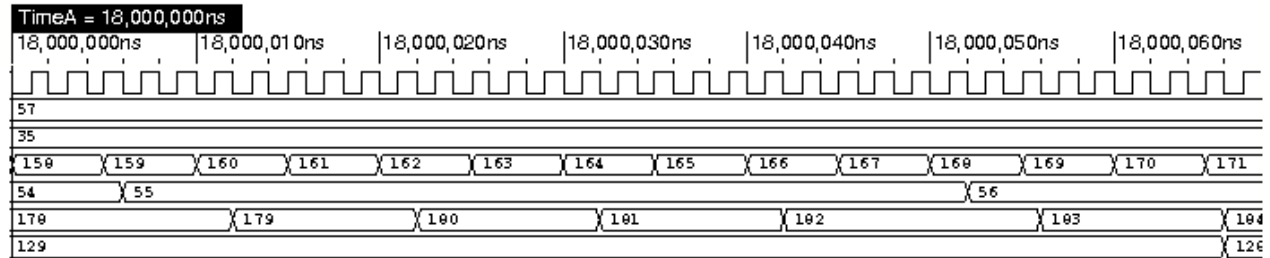 TimeA = 18,000,000ns
18,000,000ns 18,000,010ns 18,000,020ns 18,000,030ns 18,000,040ns 18,000,050ns 18,000,060ns
57
35
158 159 160 161 162 163 164 165 166 167 168 169 170 171
54 55 56
178 179 180 181 182 183 184
129